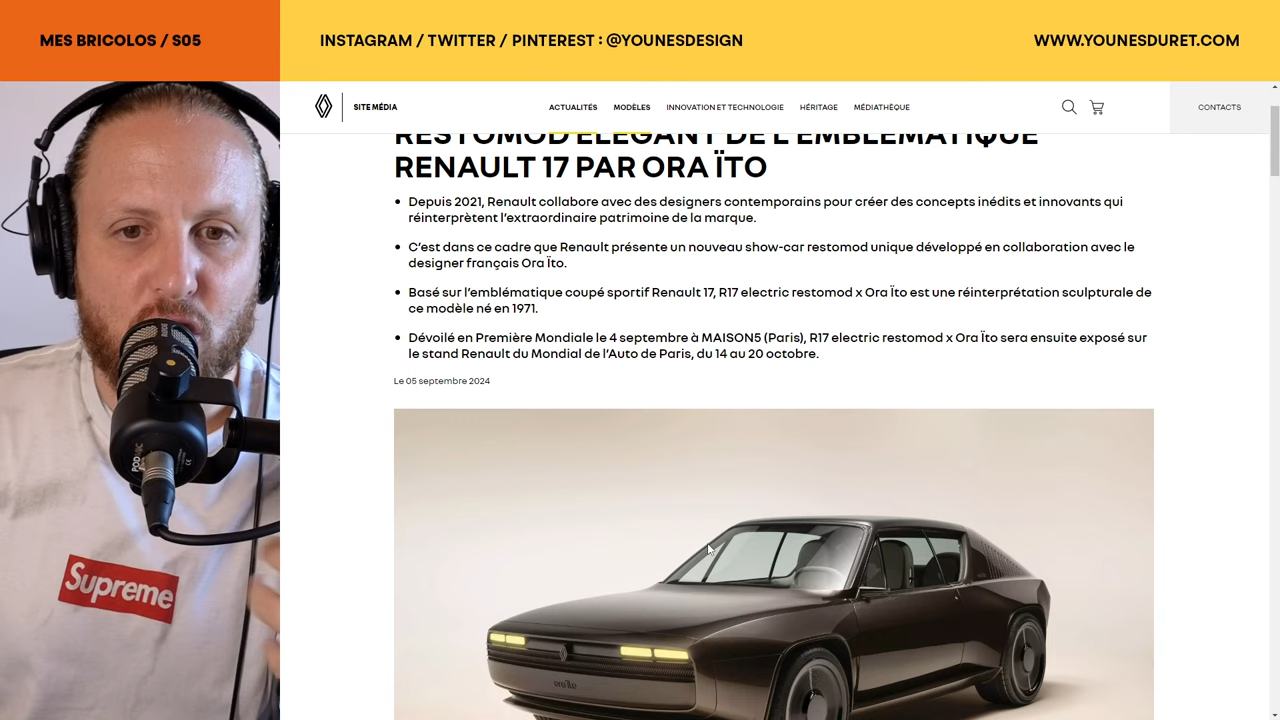 MES BRICOLOS / S05
INSTAGRAM / TWITTER / PINTEREST : @YOUNESDESIGN
WWW.YOUNESDURET.COM
SITE MÉDIA
ACTUALITÉS
MODÈLES
INNOVATION ET TECHNOLOGIE
HÉRITAGE
MÉDIATHÈQUE
CONTACTS
RESTOMOD ÉLÉGANT DE L'EMBLÉMATIQUE
RENAULT 17 PAR ORA ÏTO
• Depuis 2021, Renault collabore avec des designers contemporains pour créer des concepts inédits et innovants qui
réinterprètent l’extraordinaire patrimoine de la marque.
• C’est dans ce cadre que Renault présente un nouveau show-car restomod unique développé en collaboration avec le
designer français Ora Ïto.
• Basé sur l’emblématique coupé sportif Renault 17, R17 electric restomod x Ora Ïto est une réinterprétation sculpturale de
ce modèle né en 1971.
• Dévoilé en Première Mondiale le 4 septembre à MAISON5 (Paris), R17 electric restomod x Ora Ïto sera ensuite exposé sur
le stand Renault du Mondial de l’Auto de Paris, du 14 au 20 octobre.
Le 05 septembre 2024
ora ïto
RØDE
PODMIC
Supreme